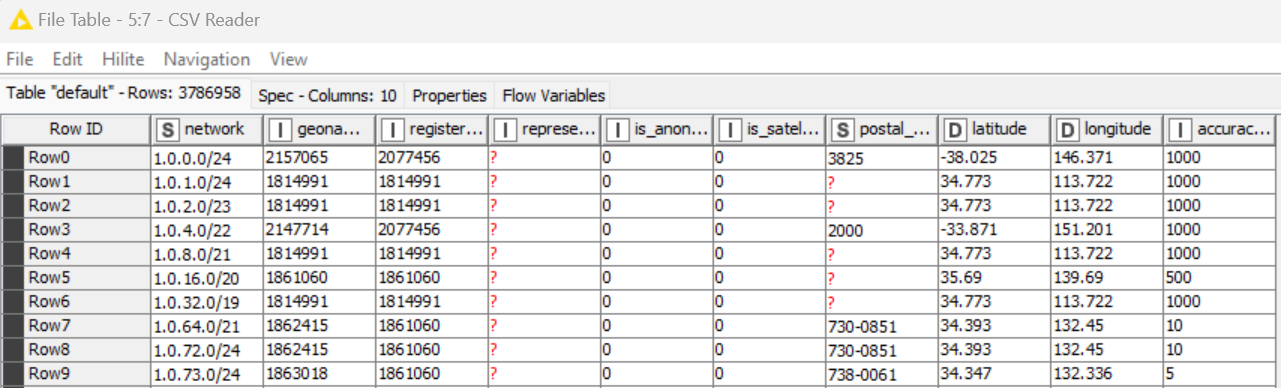 File Table - 5:7 - CSV Reader
File Edit Hilite Navigation View
Table "default" - Rows: 3786958 Spec - Columns: 10 Properties Flow Variables
Row ID S network I geona... I register... I represe... I is_anon... I is_satel... S postal_... D latitude D longitude I accurac...
Row0 1.0.0.0/24 2157065 2077456 ? 0 0 3825 -38.025 146.371 1000
Row1 1.0.1.0/24 1814991 1814991 ? 0 0 ? 34.773 113.722 1000
Row2 1.0.2.0/23 1814991 1814991 ? 0 0 ? 34.773 113.722 1000
Row3 1.0.4.0/22 2147714 2077456 ? 0 0 2000 -33.871 151.201 1000
Row4 1.0.8.0/21 1814991 1814991 ? 0 0 ? 34.773 113.722 1000
Row5 1.0.16.0/20 1861060 1861060 ? 0 0 ? 35.69 139.69 500
Row6 1.0.32.0/19 1814991 1814991 ? 0 0 ? 34.773 113.722 1000
Row7 1.0.64.0/21 1862415 1861060 ? 0 0 730-0851 34.393 132.45 10
Row8 1.0.72.0/24 1862415 1861060 ? 0 0 730-0851 34.393 132.45 10
Row9 1.0.73.0/24 1863018 1861060 ? 0 0 738-0061 34.347 132.336 5